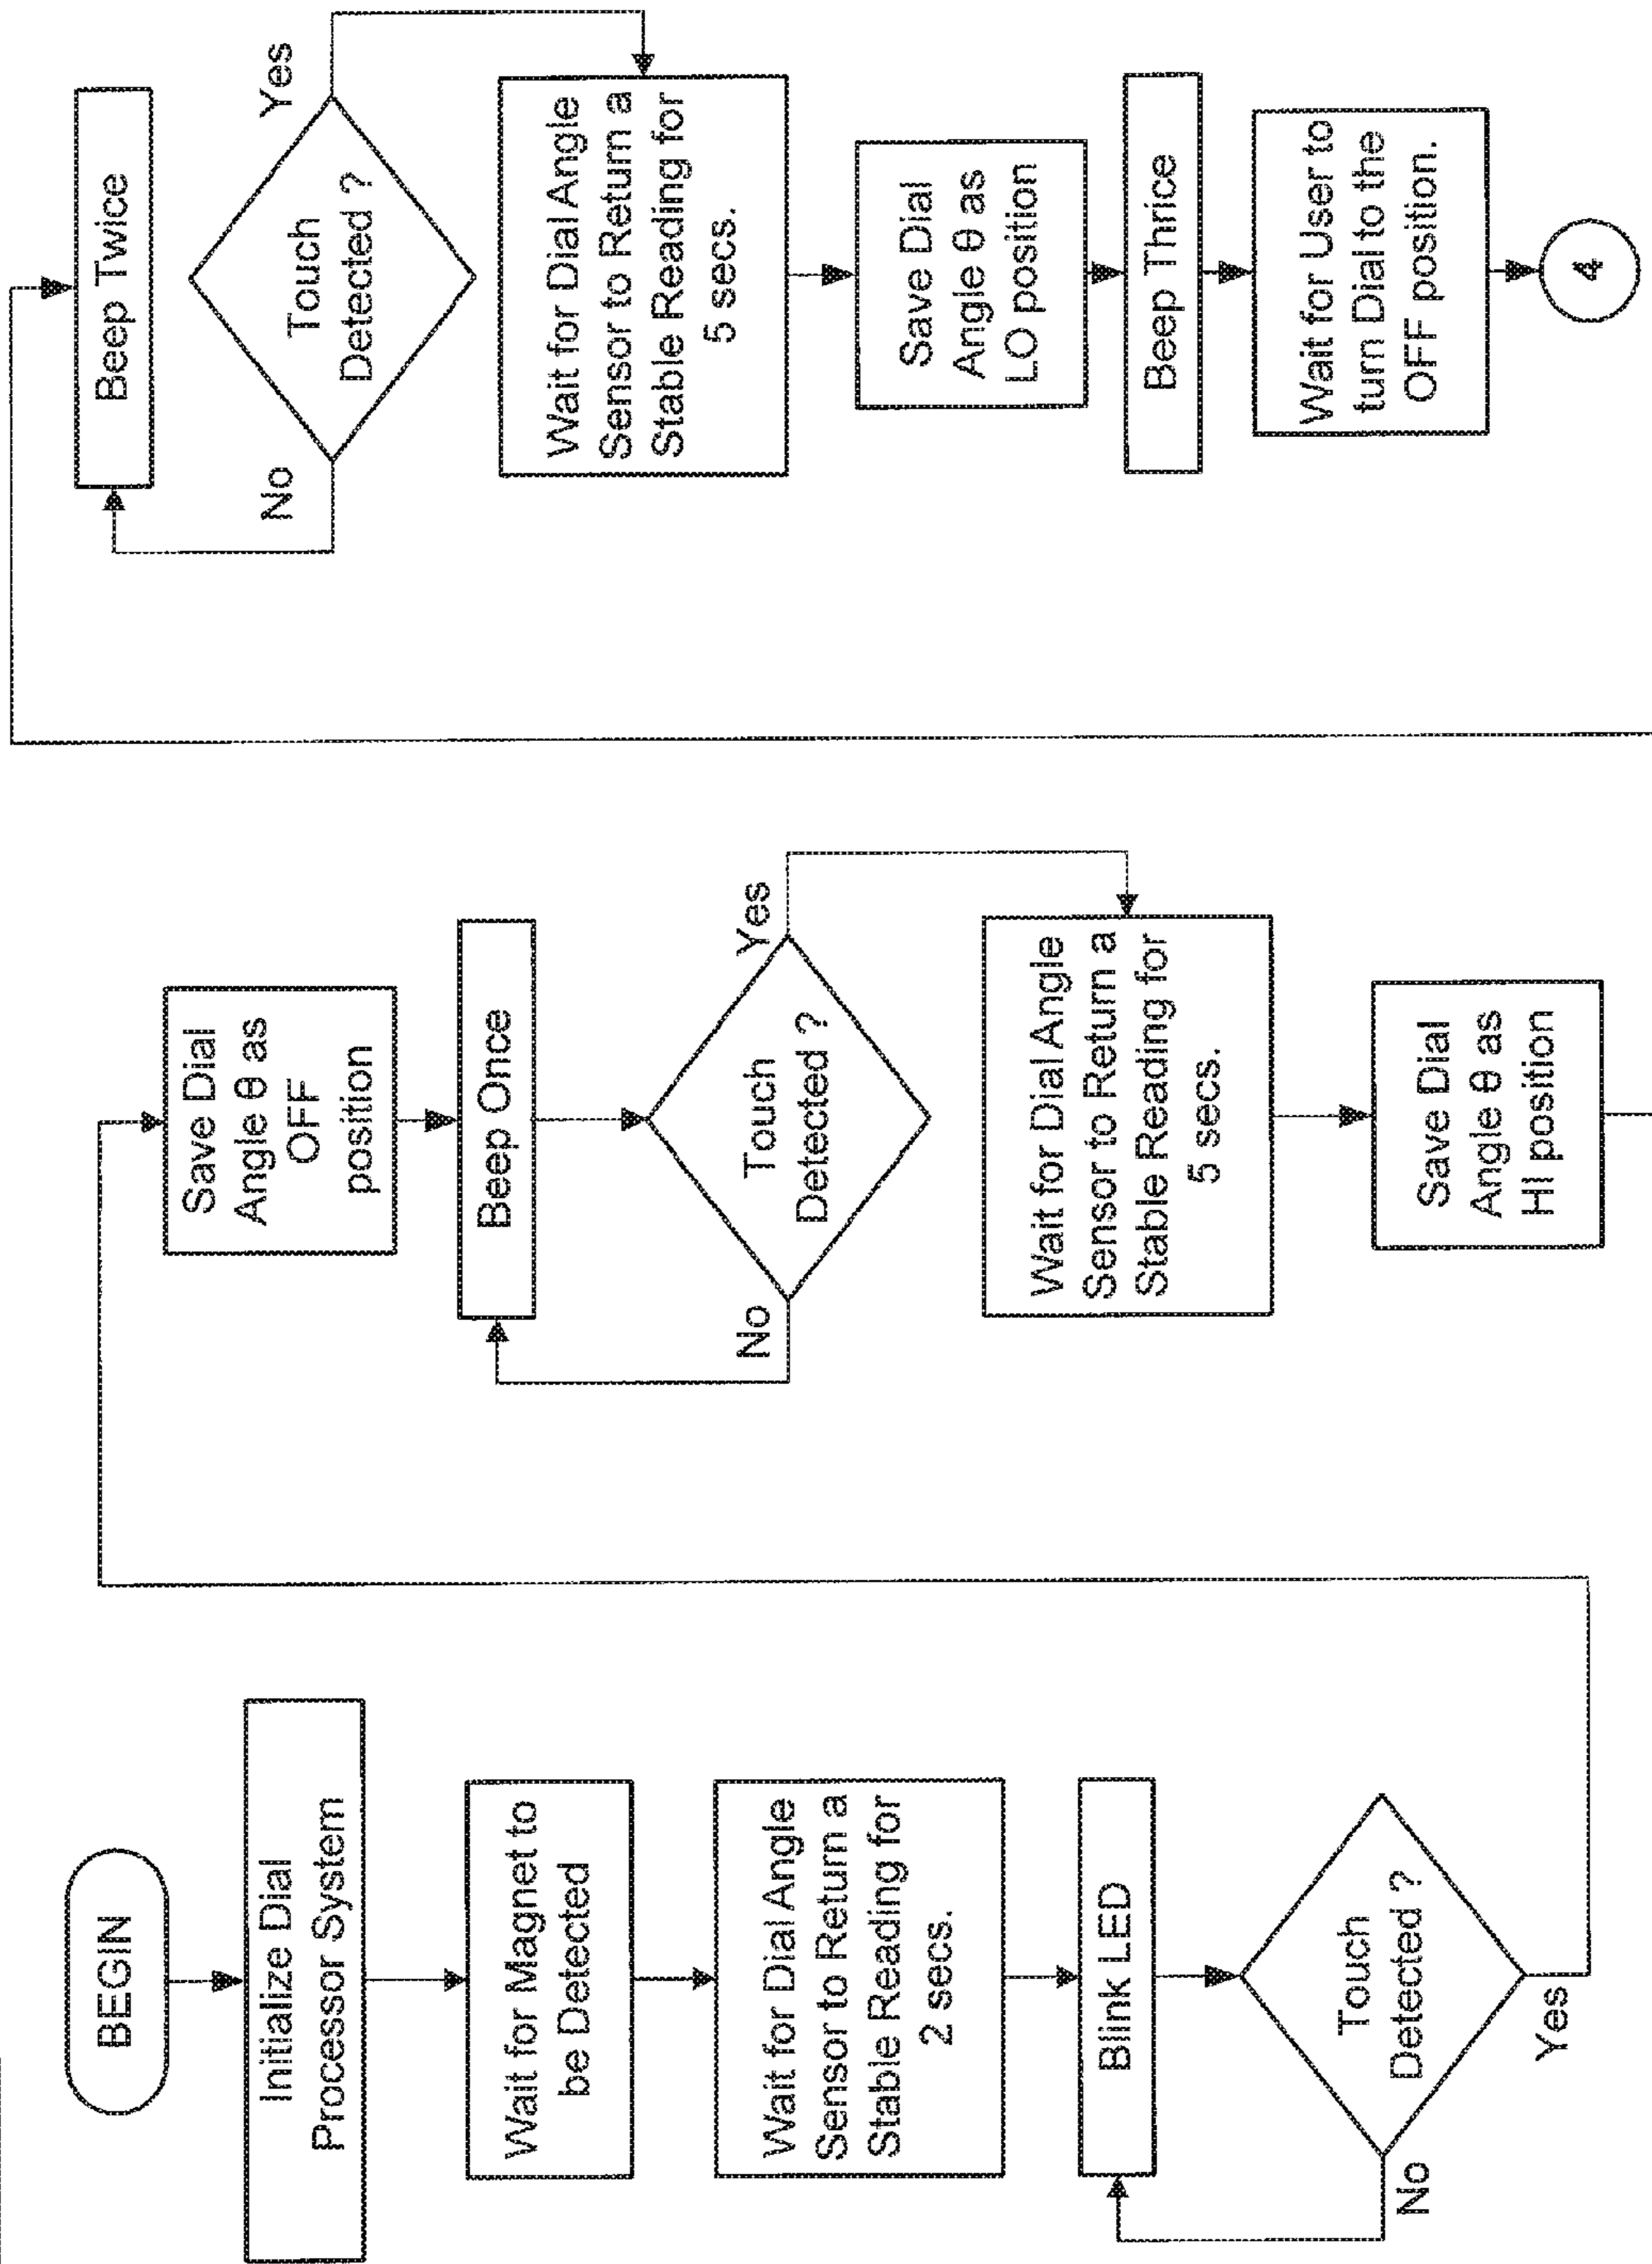 BEGIN
Initialize Dial
Processor System
Wait for Magnet to
be Detected
Wait for Dial Angle
Sensor to Return a
Stable Reading for
2 secs.
Blink LED
Touch
Detected ?
No
Yes
Save Dial
Angle θ as
OFF
position
Beep Once
Touch
Detected ?
No
Yes
Wait for Dial Angle
Sensor to Return a
Stable Reading for
5 secs.
Save Dial
Angle θ as
HI position
Beep Twice
Touch
Detected ?
No
Yes
Wait for Dial Angle
Sensor to Return a
Stable Reading for
5 secs.
Save Dial
Angle θ as
LO position
Beep Thrice
Wait for User to
turn Dial to the
OFF position.
4